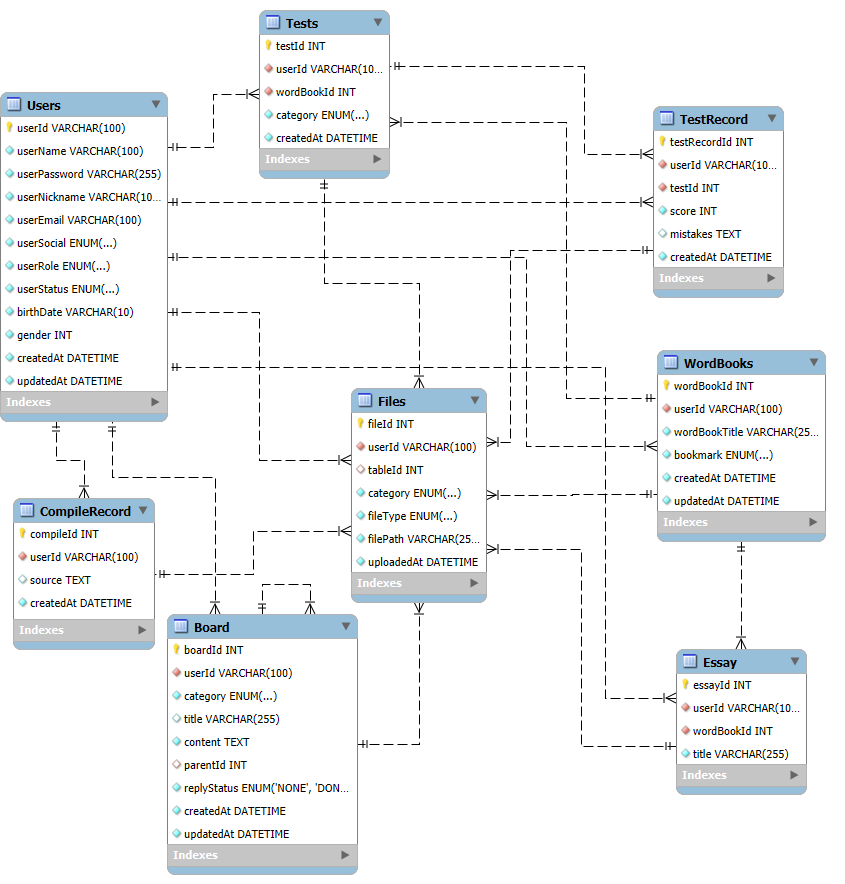 Tests
testId INT
userId VARCHAR(10...
wordBookId INT
category ENUM(...)
createdAt DATETIME
Indexes
Users
userId VARCHAR(100)
userName VARCHAR(100)
userPassword VARCHAR(255)
userNickname VARCHAR(10...
userEmail VARCHAR(100)
userSocial ENUM(...)
userRole ENUM(...)
userStatus ENUM(...)
birthDate VARCHAR(10)
gender INT
createdAt DATETIME
updatedAt DATETIME
Indexes
TestRecord
testRecordId INT
userId VARCHAR(10...
testId INT
score INT
mistakes TEXT
createdAt DATETIME
Indexes
WordBooks
wordBookId INT
userId VARCHAR(100)
wordBookTitle VARCHAR(25...
bookmark ENUM(...)
createdAt DATETIME
updatedAt DATETIME
Indexes
Files
fileId INT
userId VARCHAR(100)
tableId INT
category ENUM(...)
fileType ENUM(...)
filePath VARCHAR(25...
uploadedAt DATETIME
Indexes
CompileRecord
compileId INT
userId VARCHAR(100)
source TEXT
createdAt DATETIME
Indexes
Board
boardId INT
userId VARCHAR(100)
category ENUM(...)
title VARCHAR(255)
content TEXT
parentId INT
replyStatus ENUM('NONE', 'DON...
createdAt DATETIME
updatedAt DATETIME
Indexes
Essay
essayId INT
userId VARCHAR(10...
wordBookId INT
title VARCHAR(255)
Indexes